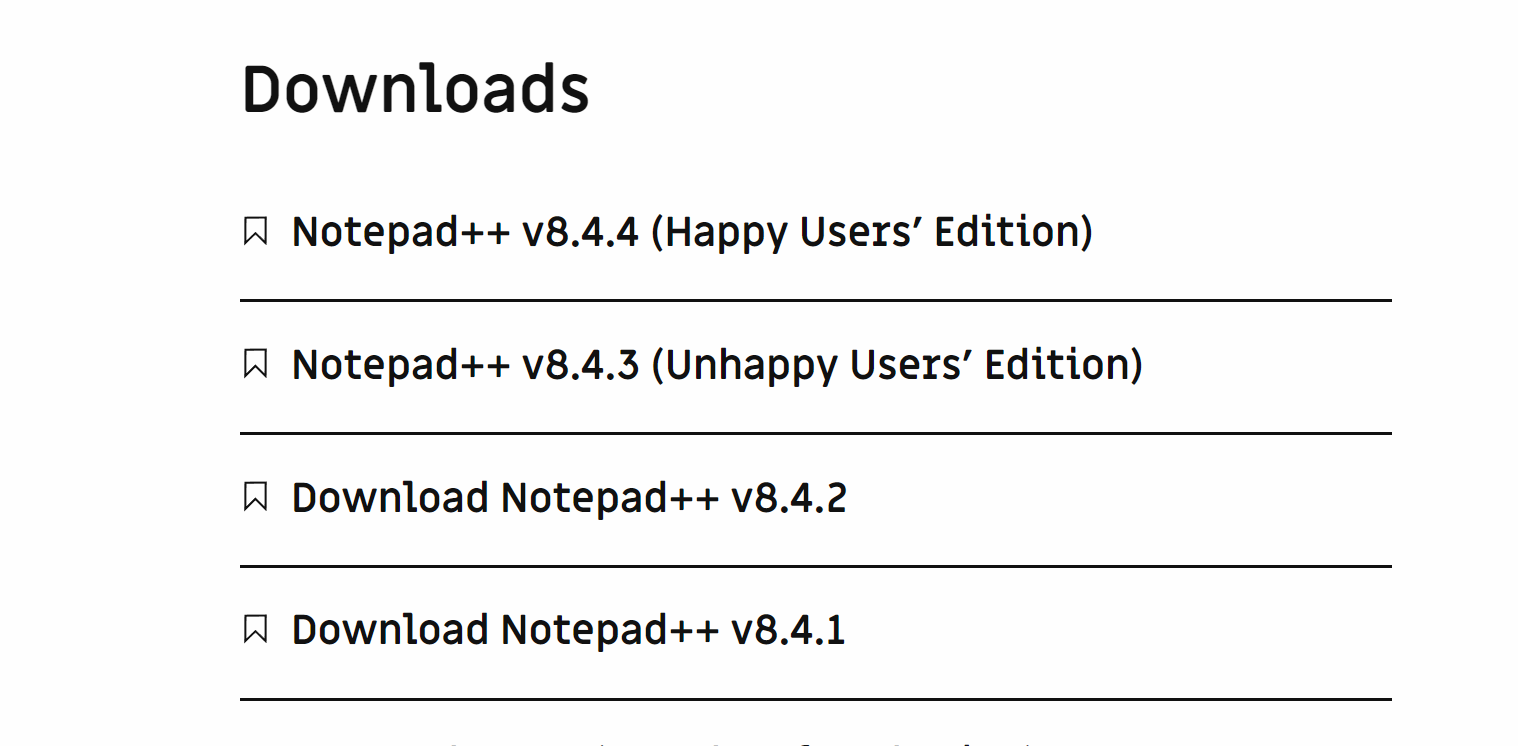 Downloads
Notepad++ v8.4.4 (Happy Users’ Edition)
Notepad++ v8.4.3 (Unhappy Users’ Edition)
Download Notepad++ v8.4.2
Download Notepad++ v8.4.1